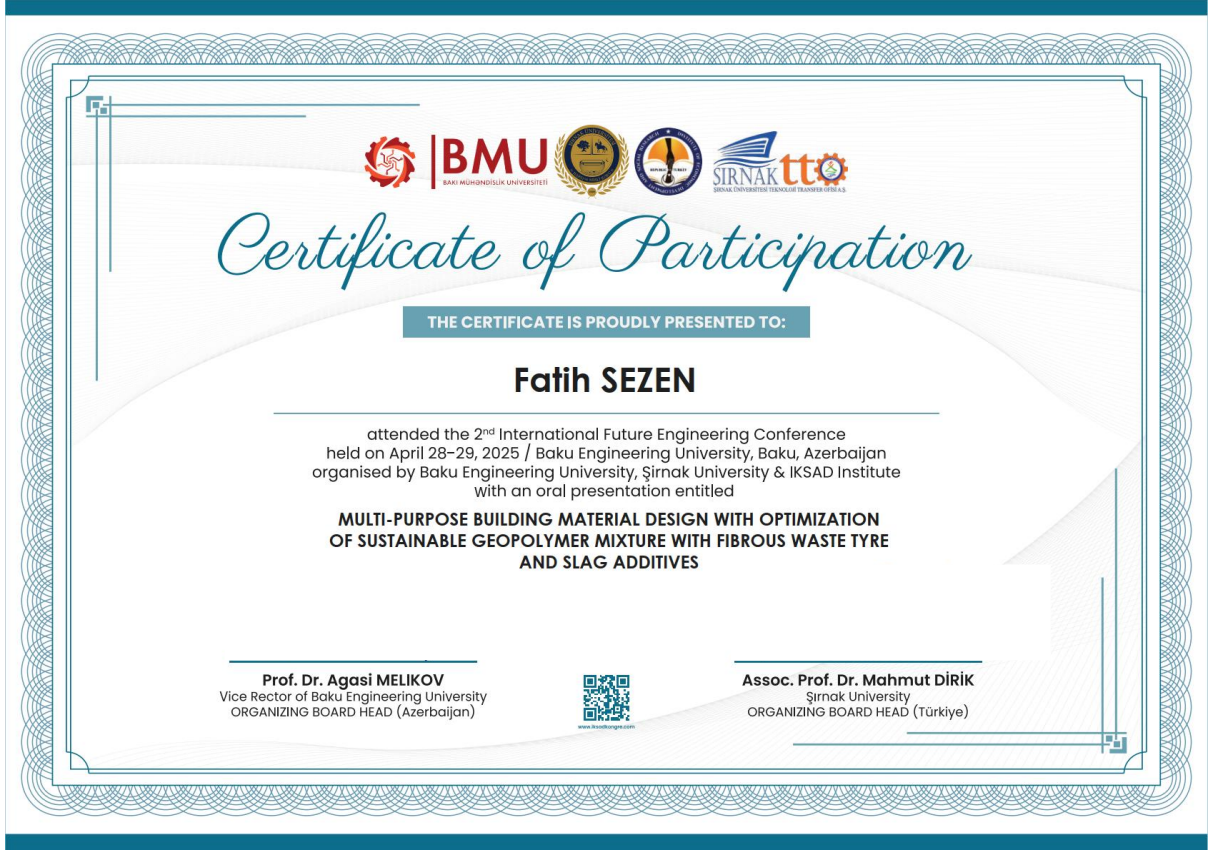 BMU
BAKI MÜHƏNDİSLİK UNİVERSİTETİ
ŞIRNAK tto
ŞIRNAK ÜNİVERSİTESİ TEKNOLOJİ TRANSFER OFİSİ A.Ş.
Certificate of Participation
THE CERTIFICATE IS PROUDLY PRESENTED TO:
Fatih SEZEN
attended the 2nd International Future Engineering Conference
held on April 28-29, 2025 / Baku Engineering University, Baku, Azerbaijan
organised by Baku Engineering University, Şirnak University & IKSAD Institute
with an oral presentation entitled
MULTI-PURPOSE BUILDING MATERIAL DESIGN WITH OPTIMIZATION
OF SUSTAINABLE GEOPOLYMER MIXTURE WITH FIBROUS WASTE TYRE
AND SLAG ADDITIVES
Prof. Dr. Agasi MELIKOV
Vice Rector of Baku Engineering University
ORGANIZING BOARD HEAD (Azerbaijan)
www.iksadkongre.com
Assoc. Prof. Dr. Mahmut DİRİK
Şırnak University
ORGANIZING BOARD HEAD (Türkiye)